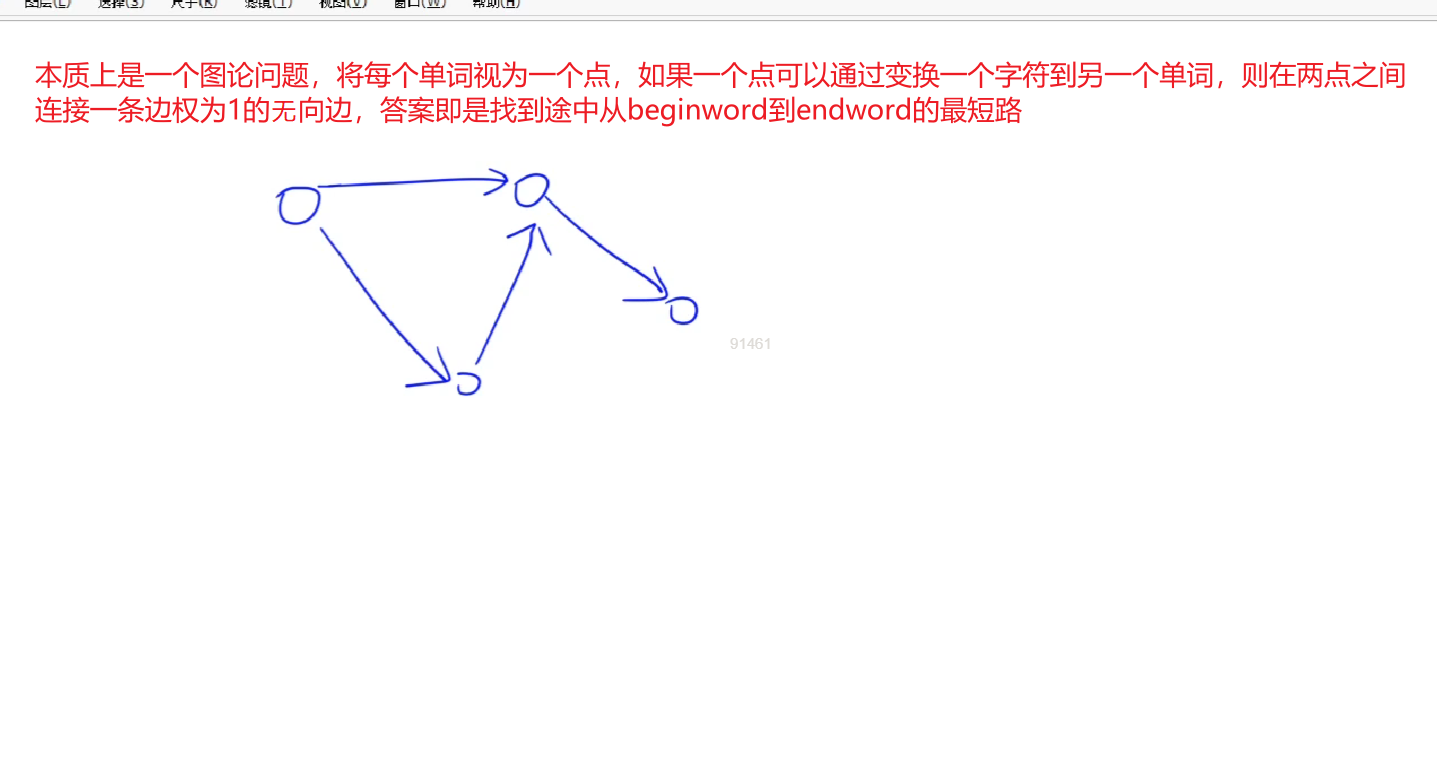 图层(L) 选择(S) 尺寸(R) 滤镜(T) 视图(V) 窗口(W) 帮助(H)
本质上是一个图论问题，将每个单词视为一个点，如果一个点可以通过变换一个字符到另一个单词，则在两点之间
连接一条边权为1的无向边，答案即是找到途中从beginword到endword的最短路
91461